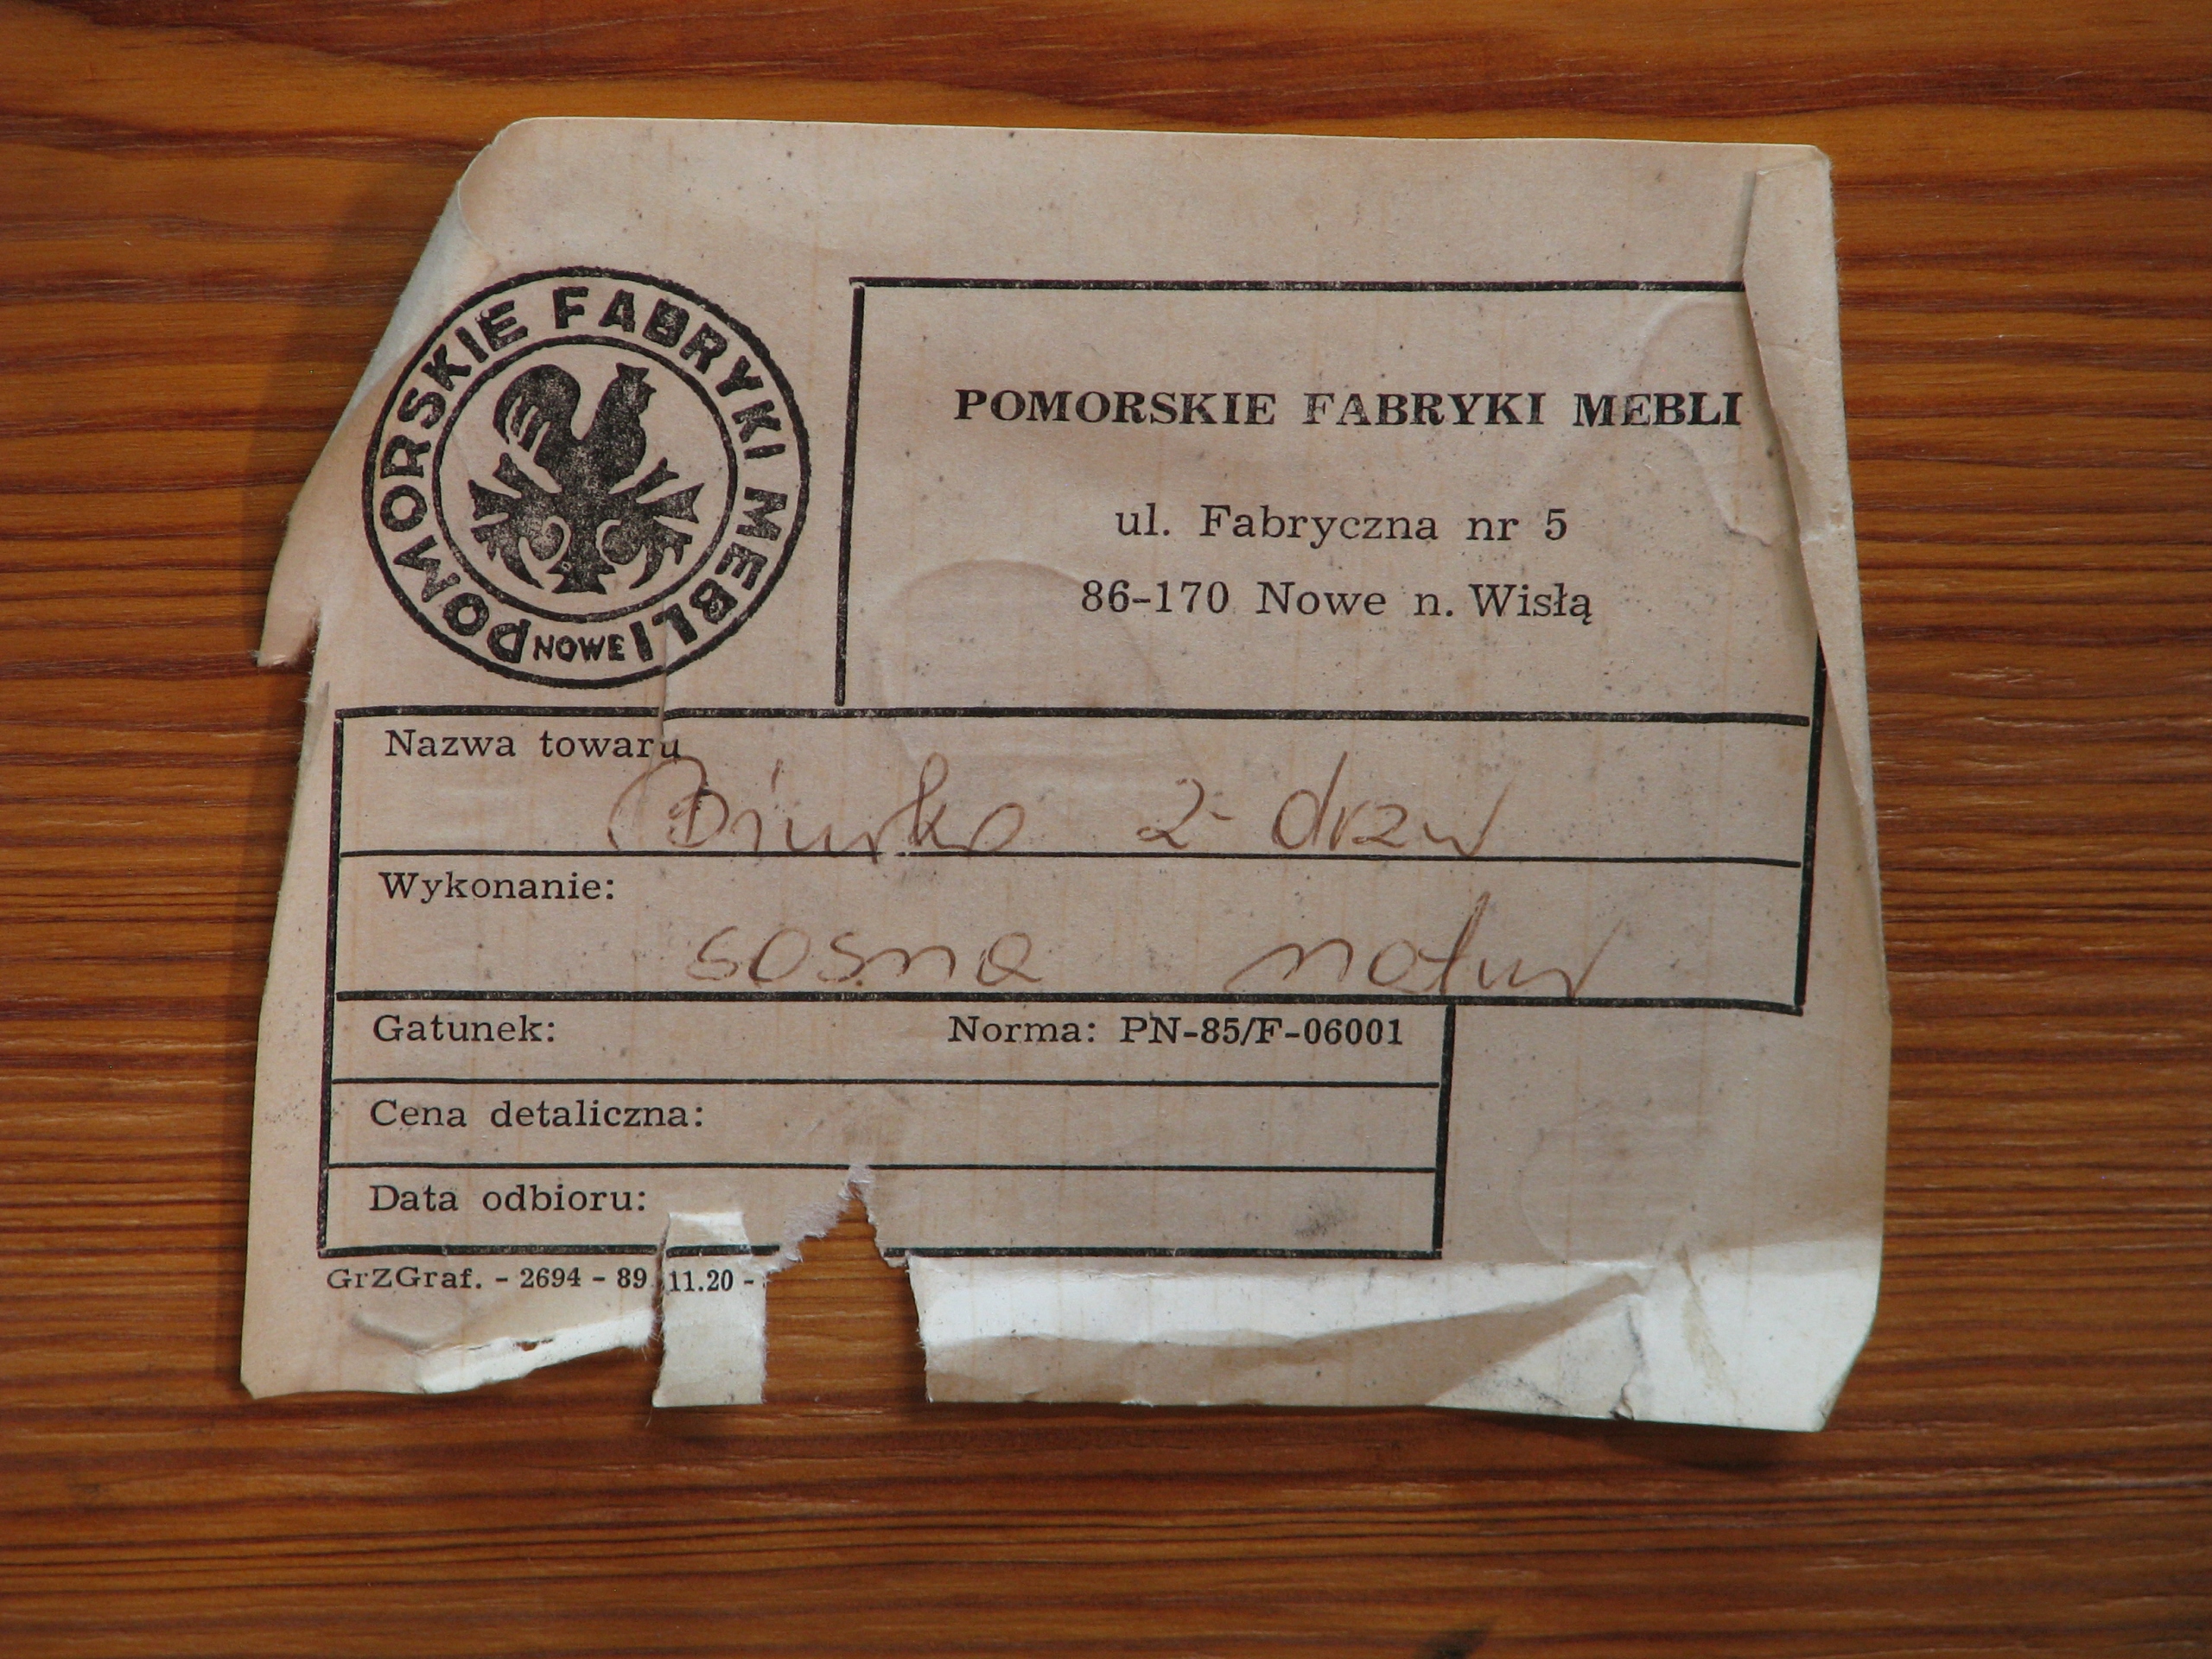 POMORSKIE FABRYKI MEBLI
NOWE
POMORSKIE FABRYKI MEBLI
ul. Fabryczna nr 5
86-170 Nowe n. Wisłą
Nazwa towaru
Biurko 2- drzw
Wykonanie:
sosna natur
Gatunek: Norma: PN-85/F-06001
Cena detaliczna:
Data odbioru:
GrZGraf. - 2694 - 89 11.20 -